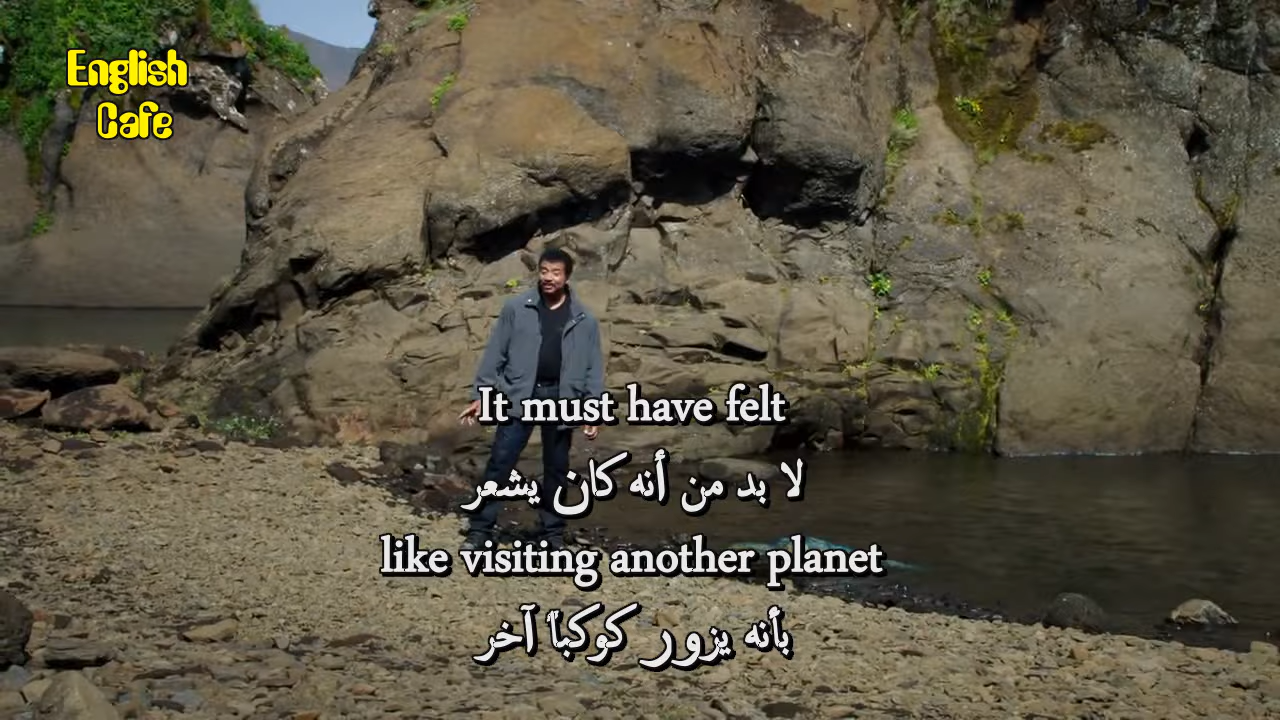 English
Cafe
It must have felt
لا بد من أنه كان يشعر
like visiting another planet
بأنه يزور كوكباً آخر